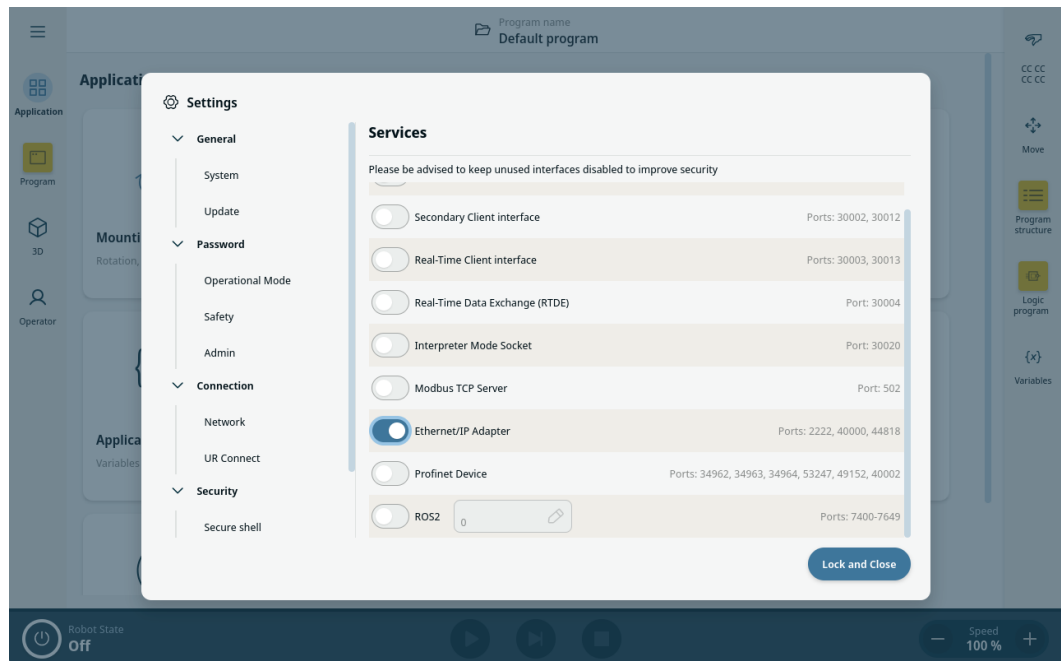 Program name
Default program
Applicati
Application
Program
3D
Operator
Mounti
Rotation,
Applica
Variables
Settings
General
System
Update
Password
Operational Mode
Safety
Admin
Connection
Network
UR Connect
Security
Secure shell
Services
Please be advised to keep unused interfaces disabled to improve security
Secondary Client interface Ports: 30002, 30012
Real-Time Client interface Ports: 30003, 30013
Real-Time Data Exchange (RTDE) Port: 30004
Interpreter Mode Socket Port: 30020
Modbus TCP Server Port: 502
Ethernet/IP Adapter Ports: 2222, 40000, 44818
Profinet Device Ports: 34962, 34963, 34964, 53247, 49152, 40002
ROS2 0 Ports: 7400-7649
Lock and Close
CC CC
CC CC
Move
Program
structure
Logic
program
{x}
Variables
Robot State
Off
Speed
100 %